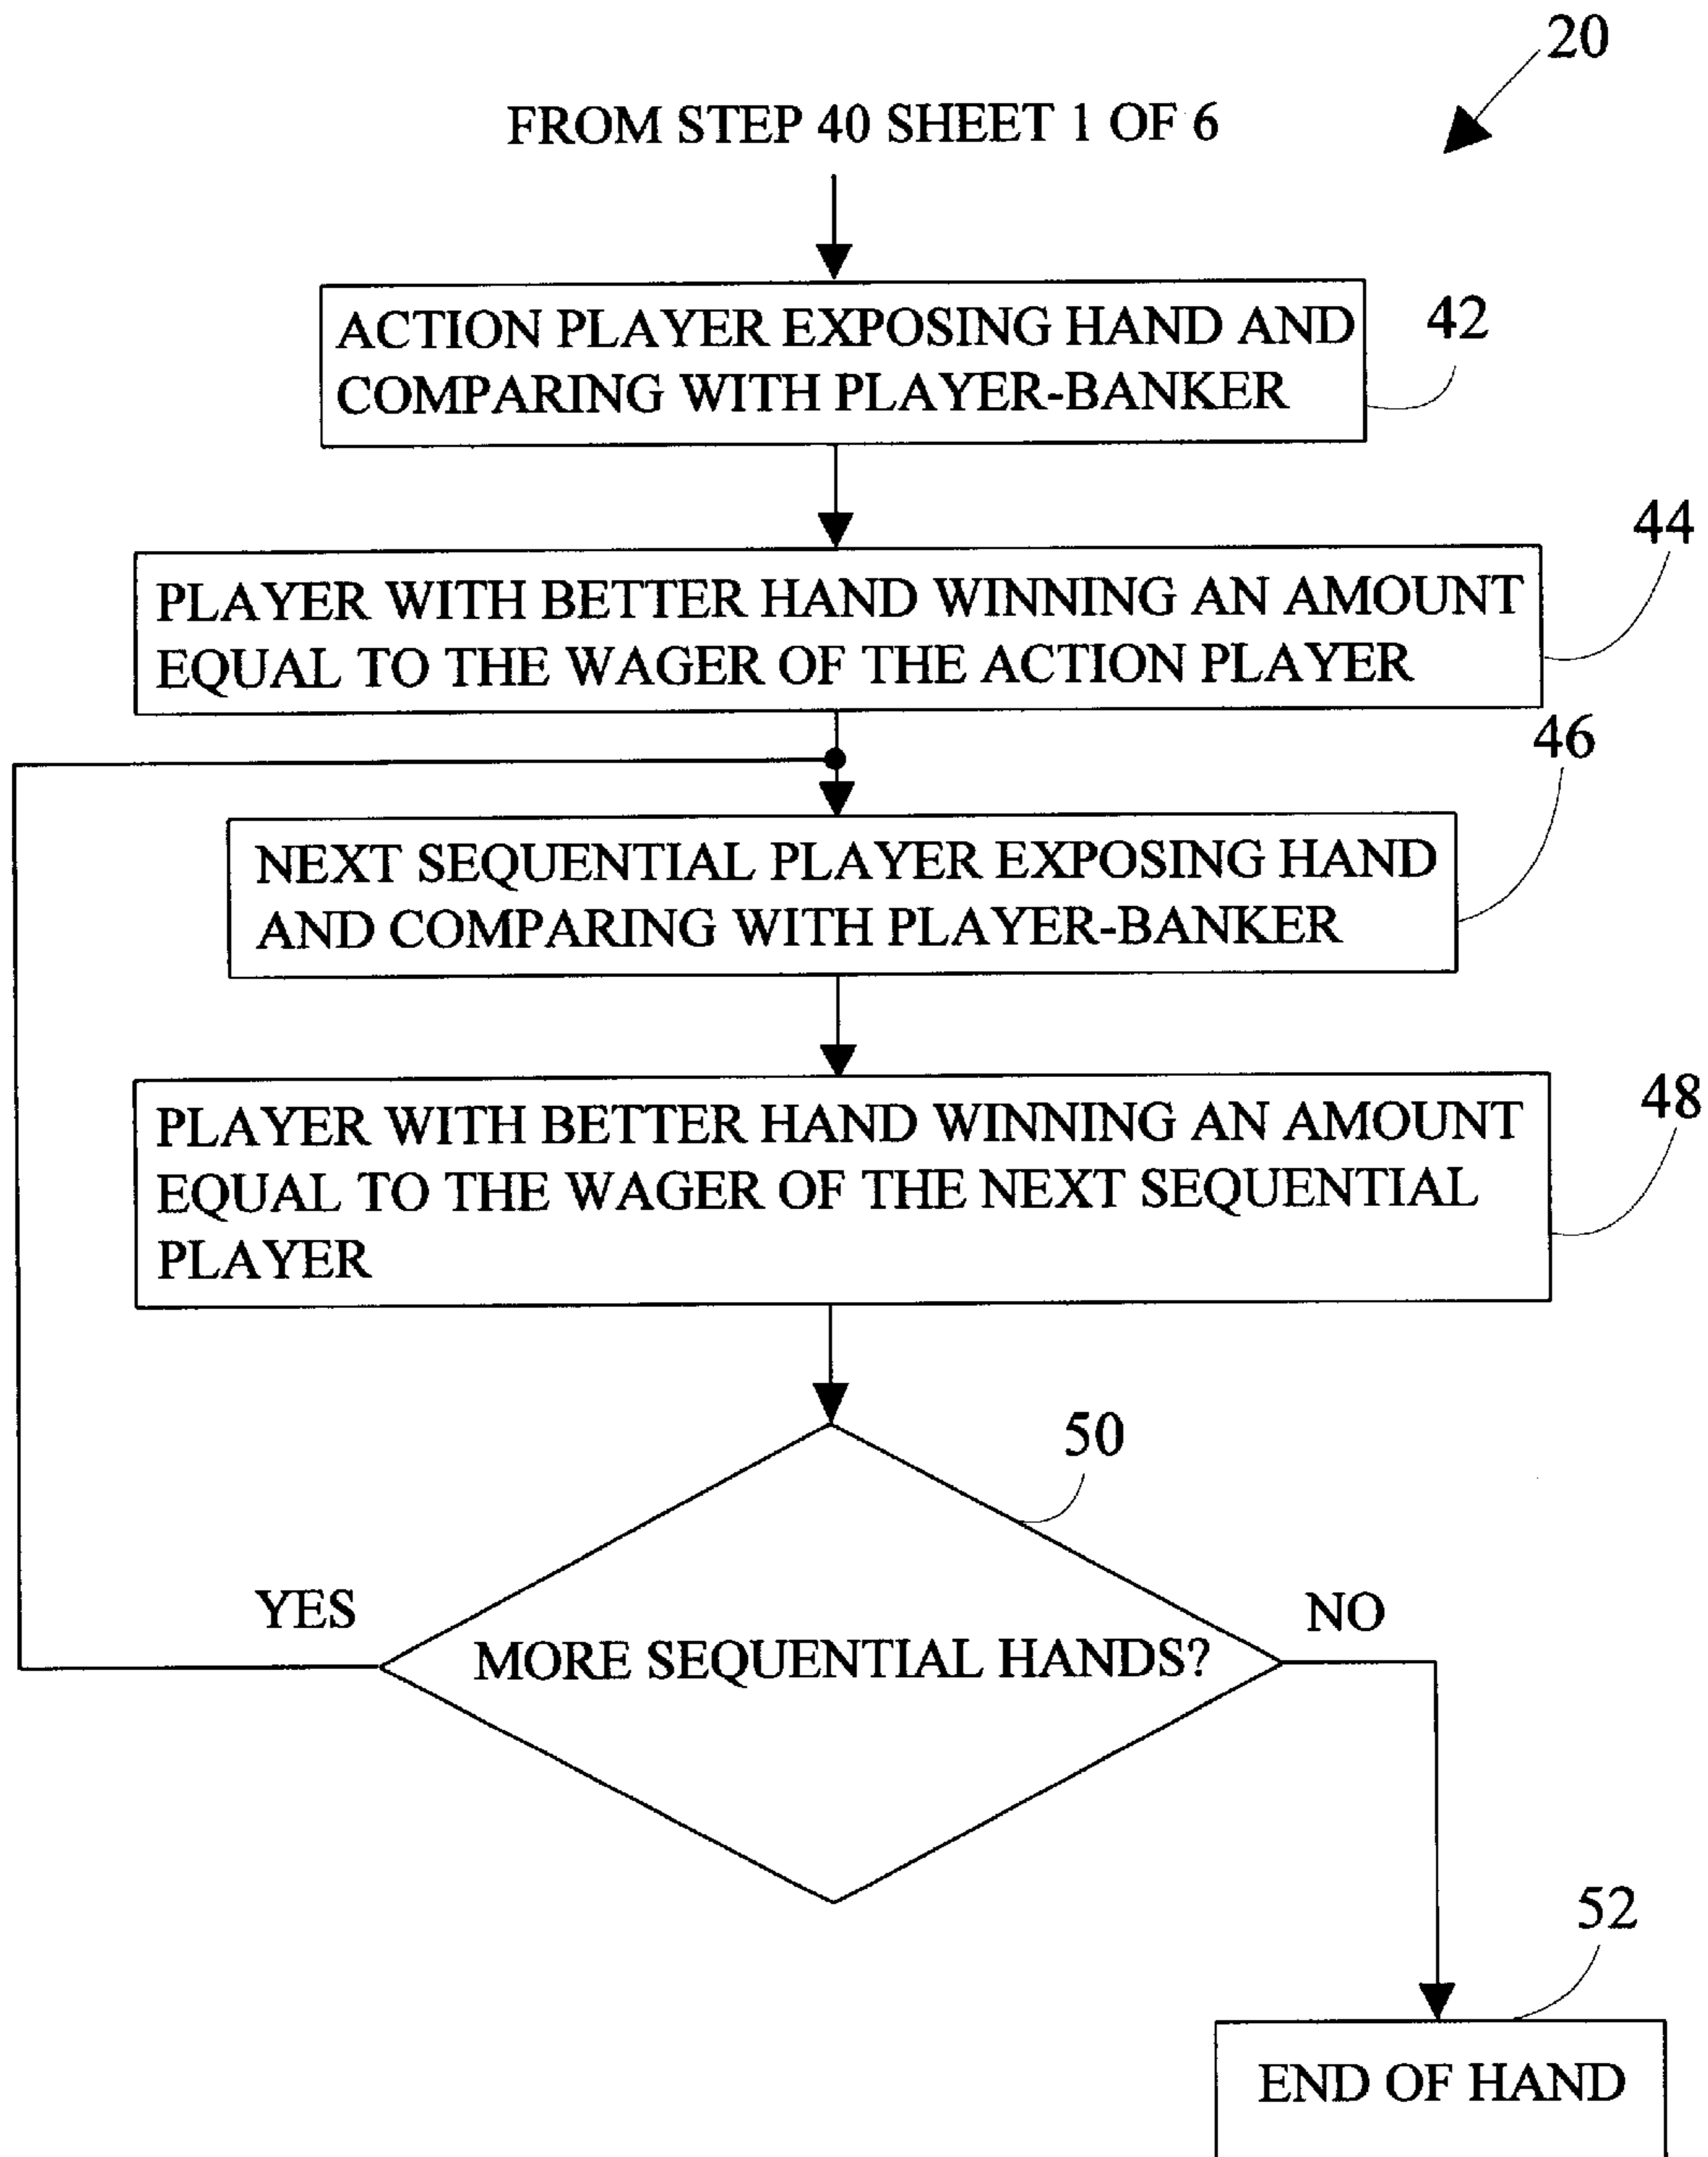 20
FROM STEP 40 SHEET 1 OF 6
ACTION PLAYER EXPOSING HAND AND
COMPARING WITH PLAYER-BANKER
42
PLAYER WITH BETTER HAND WINNING AN AMOUNT
EQUAL TO THE WAGER OF THE ACTION PLAYER
44
NEXT SEQUENTIAL PLAYER EXPOSING HAND
AND COMPARING WITH PLAYER-BANKER
46
PLAYER WITH BETTER HAND WINNING AN AMOUNT
EQUAL TO THE WAGER OF THE NEXT SEQUENTIAL
PLAYER
48
50
YES
MORE SEQUENTIAL HANDS?
NO
52
END OF HAND